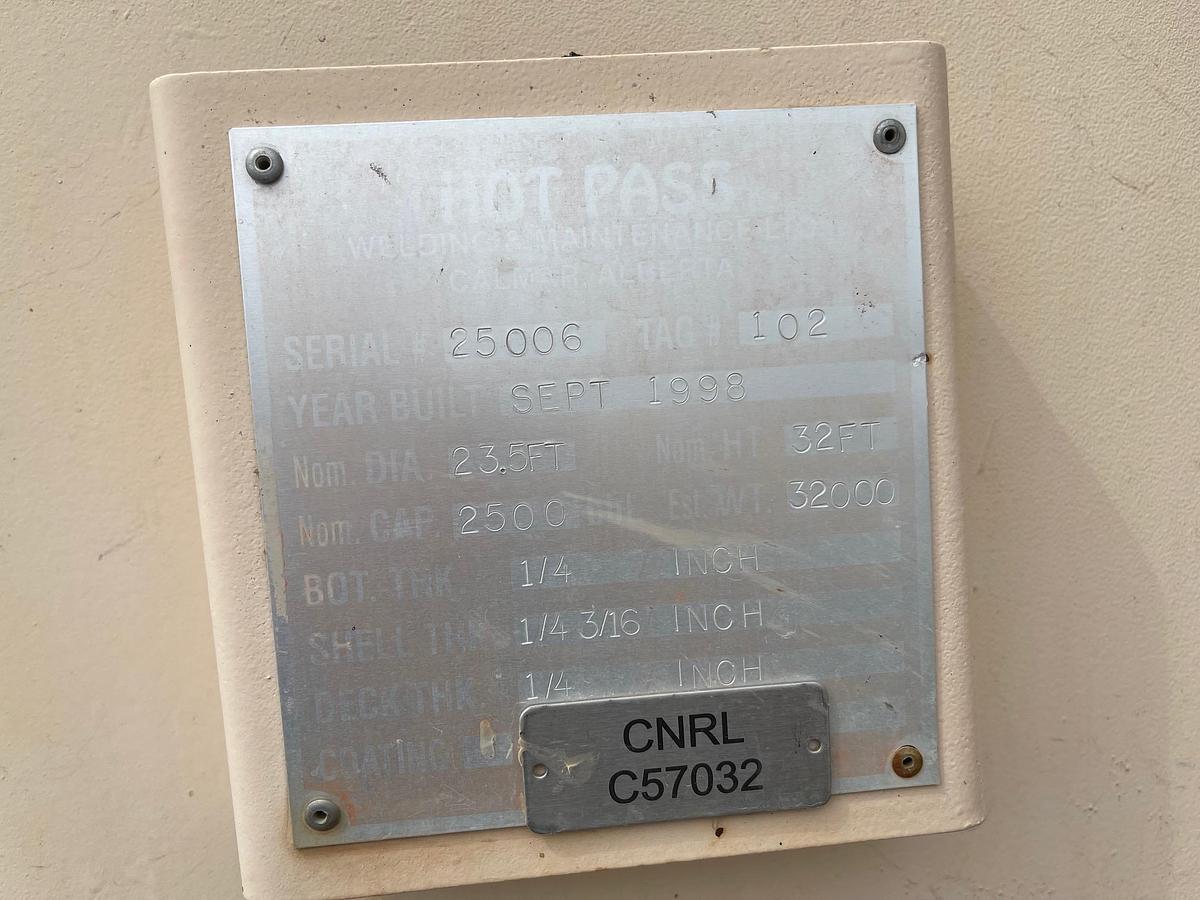 HOT PASS
WELDING & MAINTENANCE LTD.
CALMAR, ALBERTA
SERIAL # 25006 TAG # 102
YEAR BUILT SEPT 1998
Nom. DIA. 23.5FT Nom. HT. 32FT
Nom. CAP. 2500 bbl. Est. WT. 32000
BOT. THK. 1/4 INCH
SHELL THK. 1/4 3/16 INCH
DECK THK. 1/4 INCH
COATING
CNRL
C57032